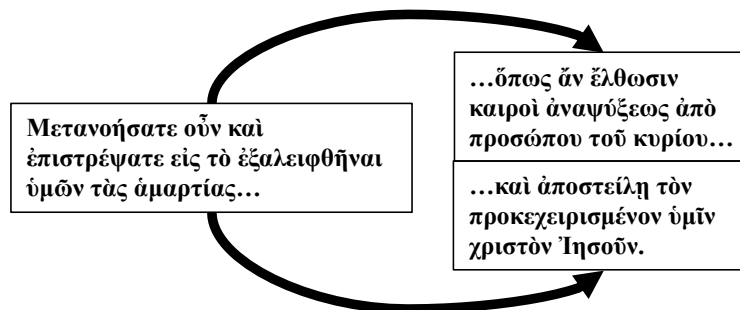 Μετανοήσατε οὖν καὶ
ἐπιστρέψατε εἰς τὸ ἐξαλειφθῆναι
ὑμῶν τὰς ἁμαρτίας…
…ὅπως ἄν ἔλθωσιν
καιροὶ ἀναψύξεως ἀπὸ
προσώπου τοῦ κυρίου…
…καὶ ἀποστείλῃ τὸν
προκεχειρισμένον ὑμῖν
χριστὸν Ἰησοῦν.